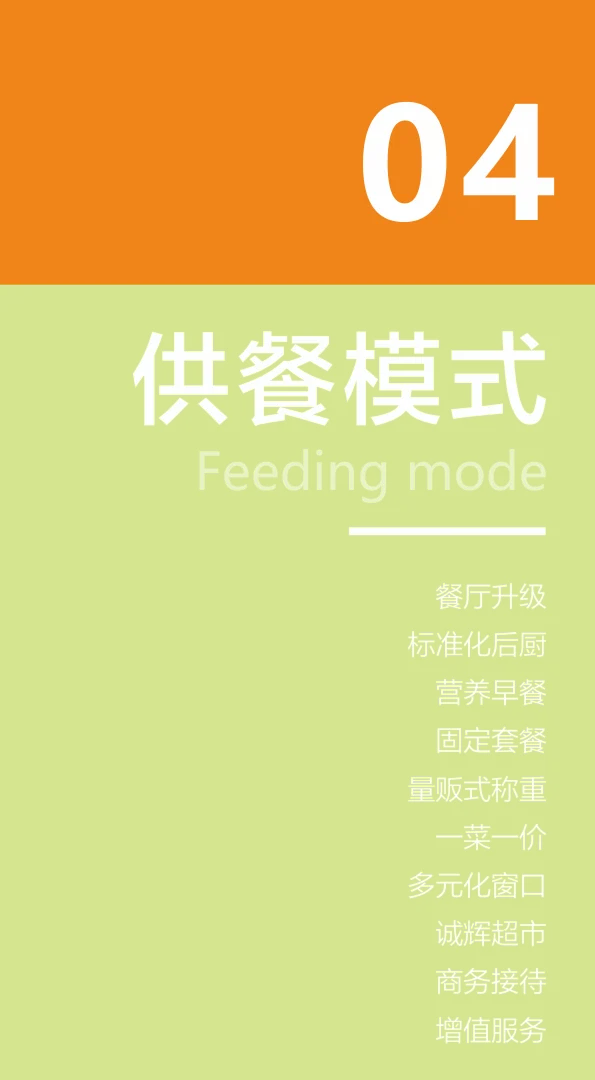 04
供餐模式
Feeding mode
餐厅升级
标准化后厨
营养早餐
固定套餐
量贩式称重
一菜一价
多元化窗口
诚辉超市
商务接待
增值服务